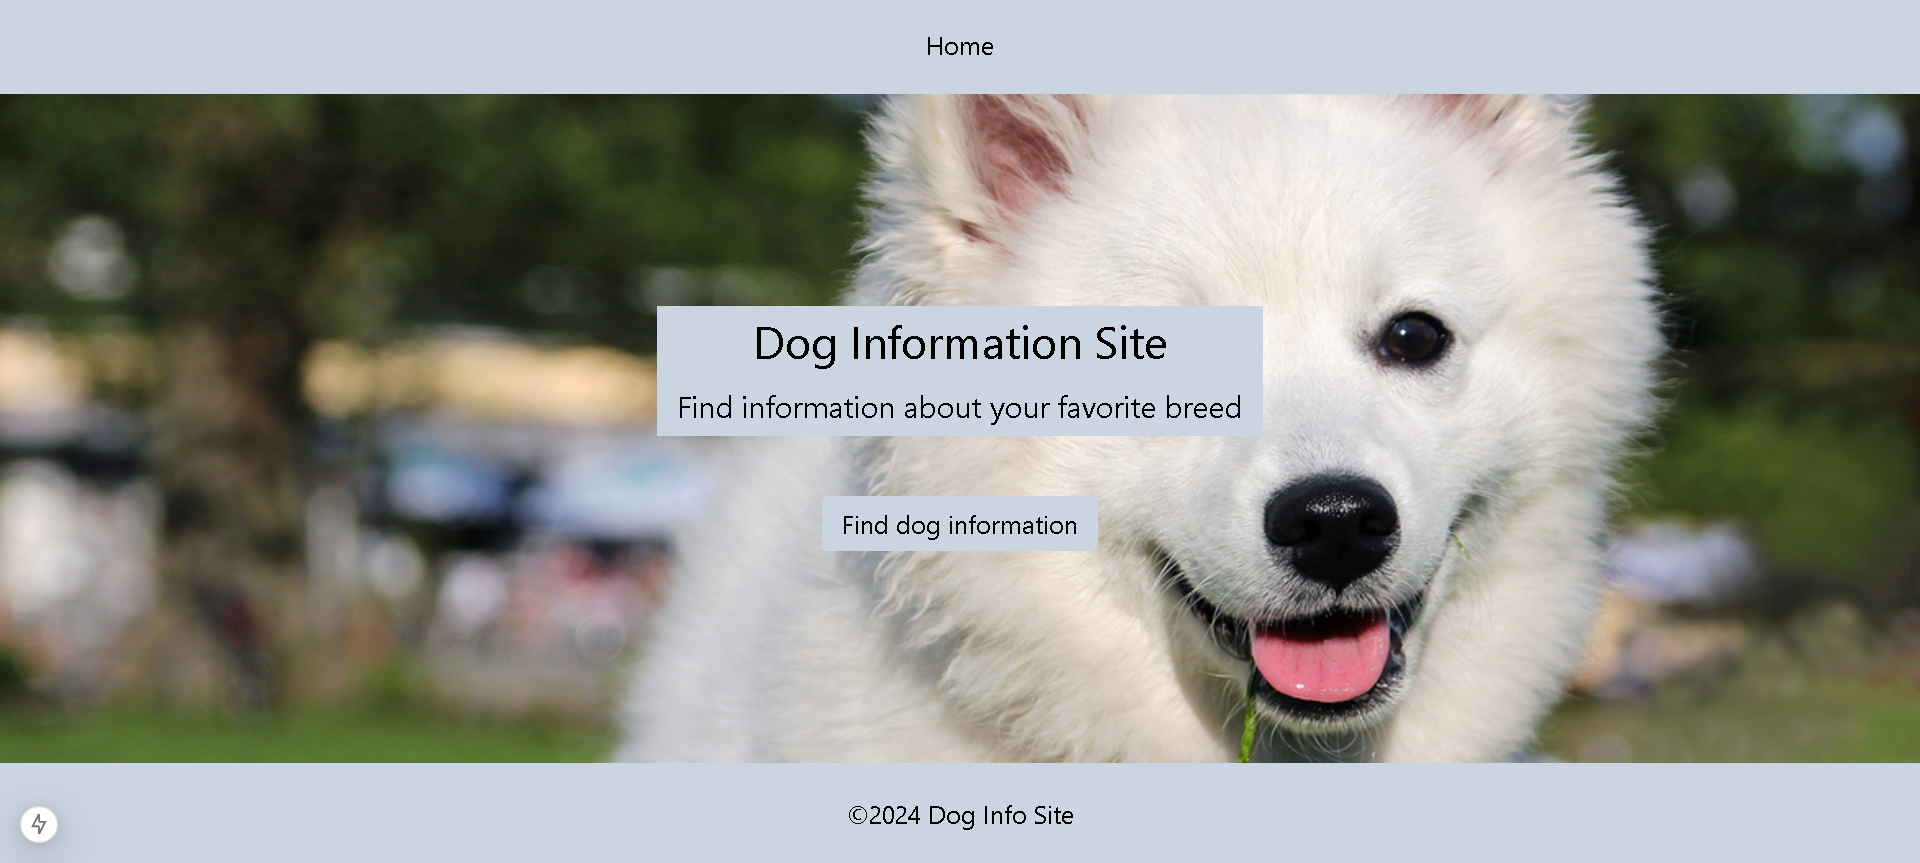 Home
Dog Information Site
Find information about your favorite breed
Find dog information
©2024 Dog Info Site